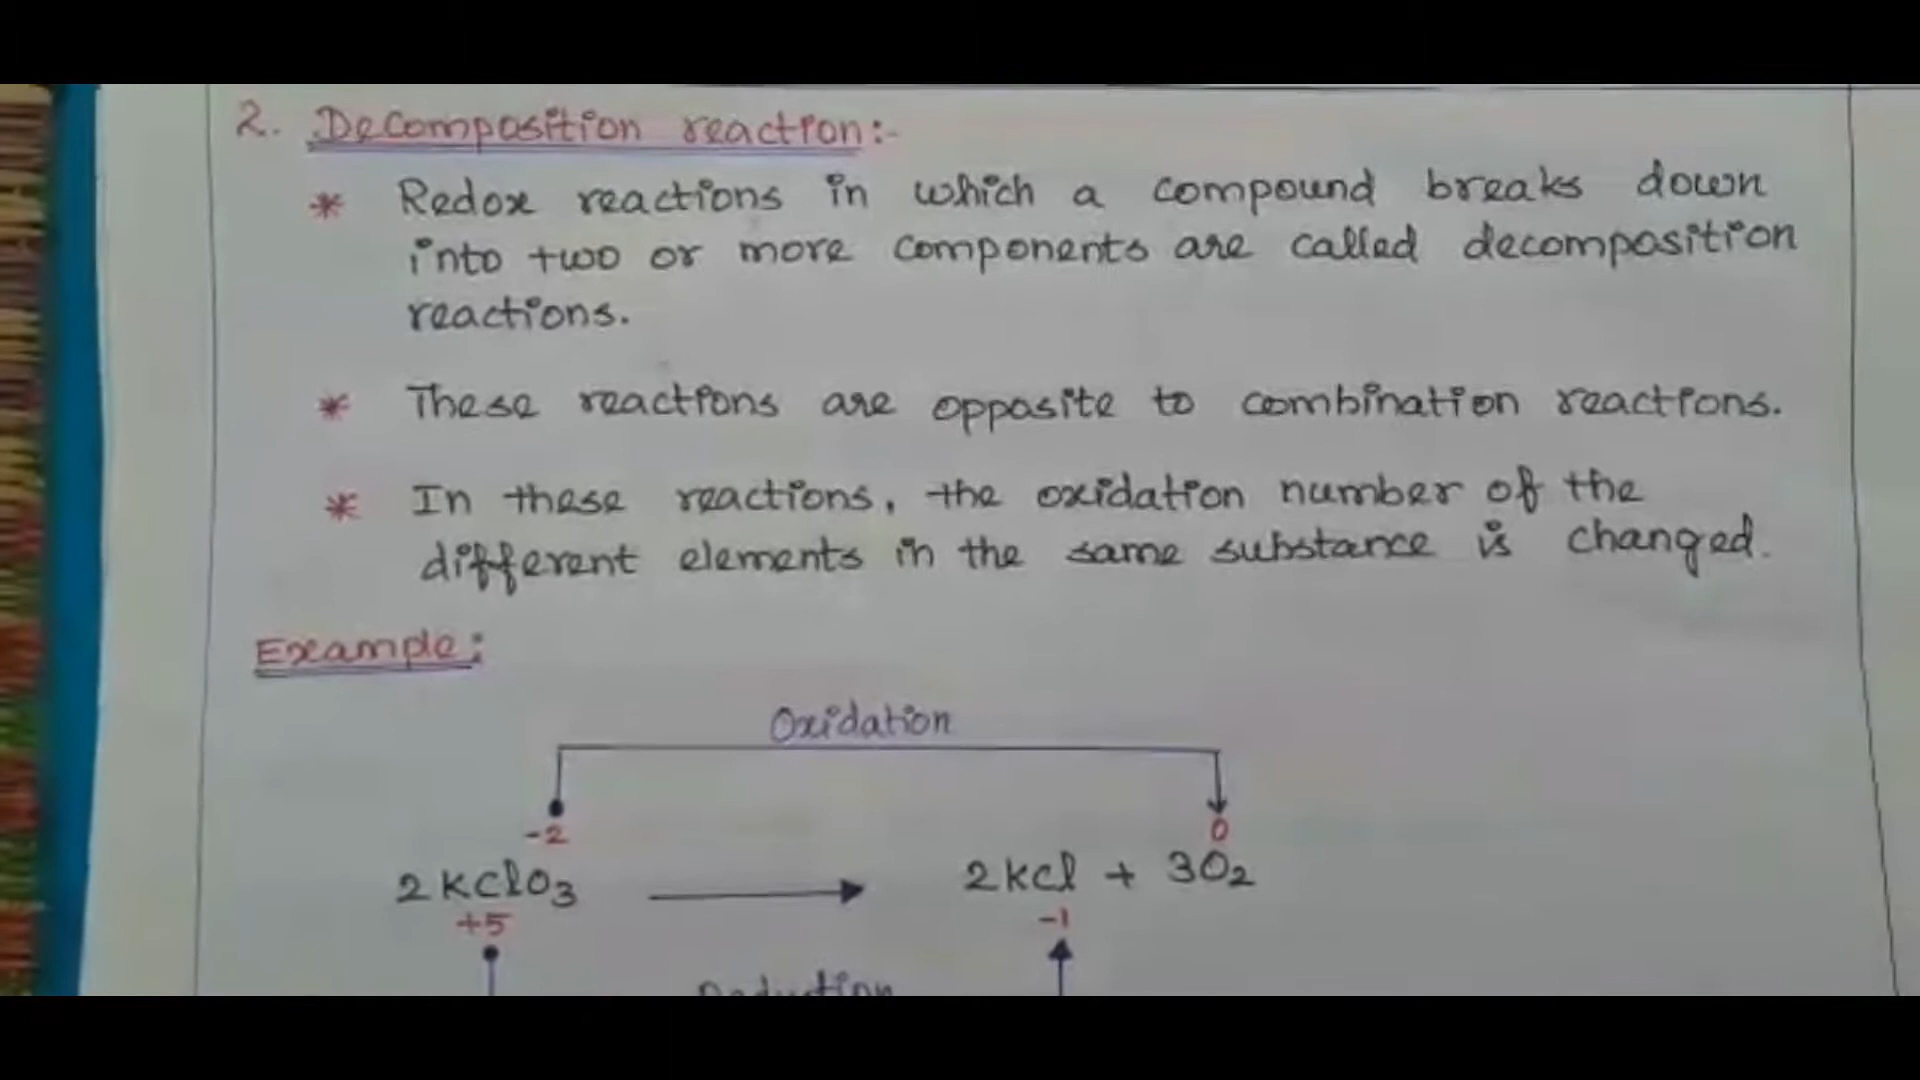 2. Decomposition reaction:-
* Redox reactions in which a compound breaks down
into two or more components are called decomposition
reactions.
* These reactions are opposite to combination reactions.
* In these reactions, the oxidation number of the
different elements in the same substance is changed.
Example:
Oxidation
-2 0
2KClO3 → 2KCl + 3O2
+5 -1
Reduction